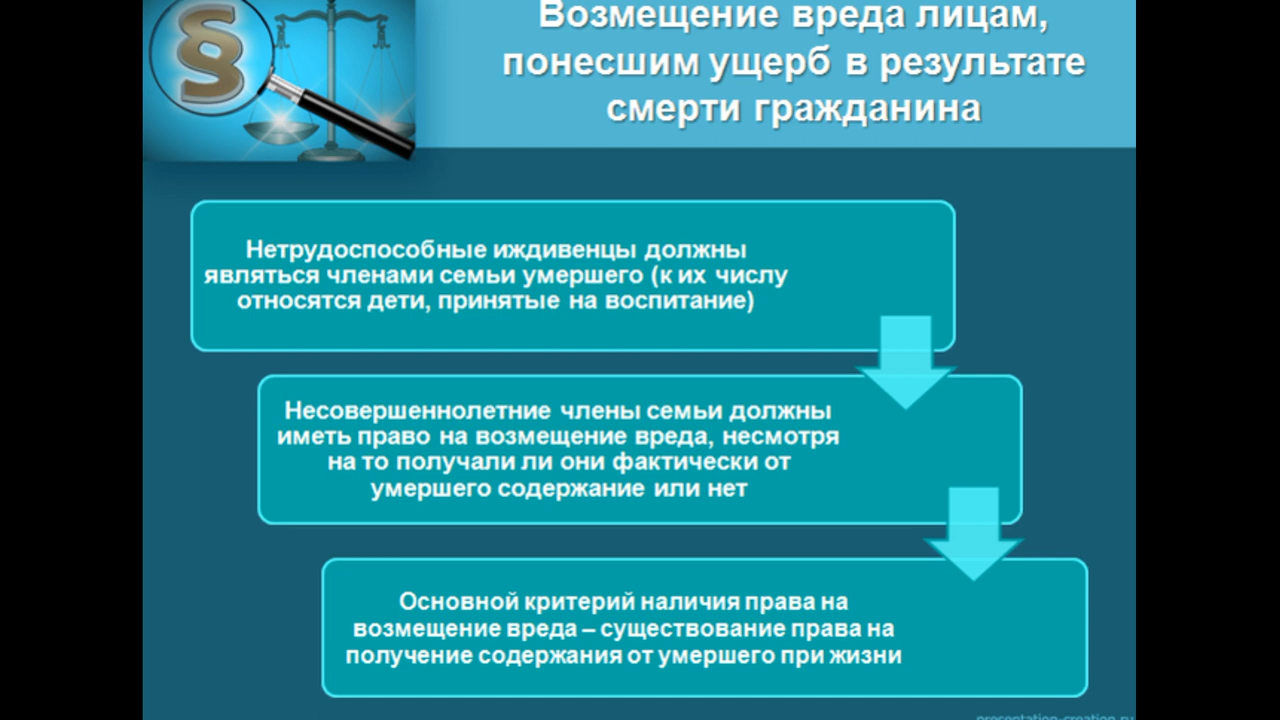 Возмещение вреда лицам,
понесшим ущерб в результате
смерти гражданина
§
Нетрудоспособные иждивенцы должны
являться членами семьи умершего (к их числу
относятся дети, принятые на воспитание)
Несовершеннолетние члены семьи должны
иметь право на возмещение вреда, несмотря
на то получали ли они фактически от
умершего содержание или нет
Основной критерий наличия права на
возмещение вреда – существование права на
получение содержания от умершего при жизни
presentation-creation.ru